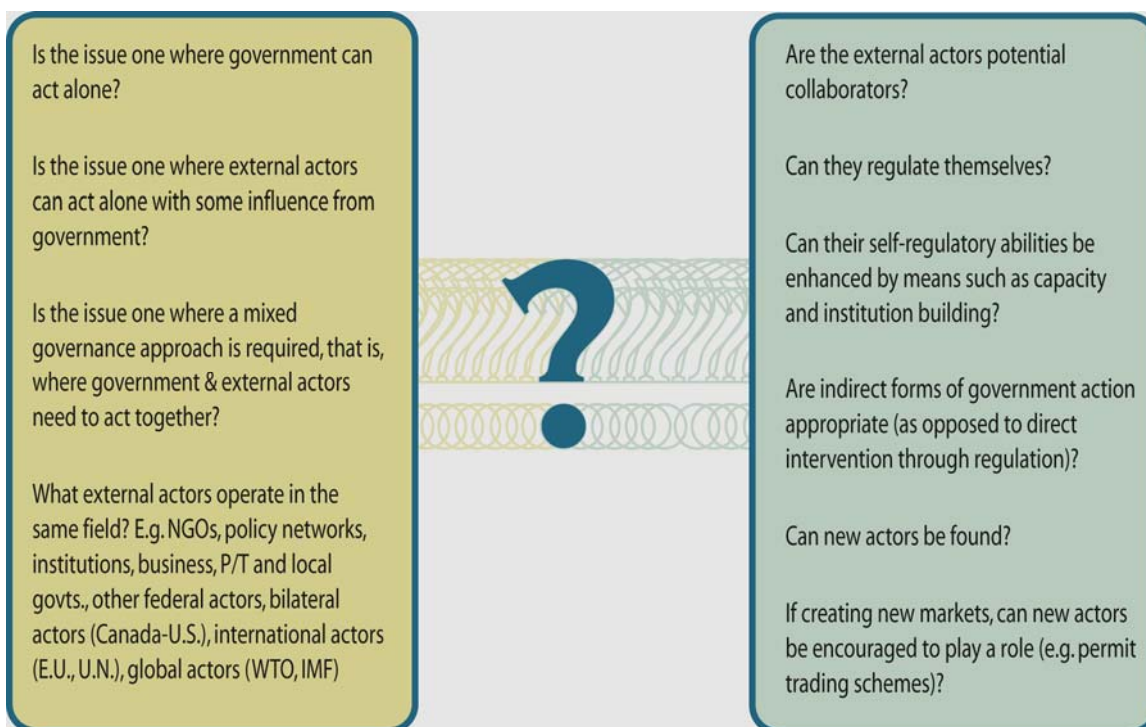 Is the issue one where government can
act alone?
Is the issue one where external actors
can act alone with some influence from
government?
Is the issue one where a mixed
governance approach is required, that is,
where government & external actors
need to act together?
What external actors operate in the
same field? E.g. NGOs, policy networks,
institutions, business, P/T and local
govts., other federal actors, bilateral
actors (Canada-U.S.), international actors
(E.U., U.N.), global actors (WTO, IMF)
?
Are the external actors potential
collaborators?
Can they regulate themselves?
Can their self-regulatory abilities be
enhanced by means such as capacity
and institution building?
Are indirect forms of government action
appropriate (as opposed to direct
intervention through regulation)?
Can new actors be found?
If creating new markets, can new actors
be encouraged to play a role (e.g. permit
trading schemes)?